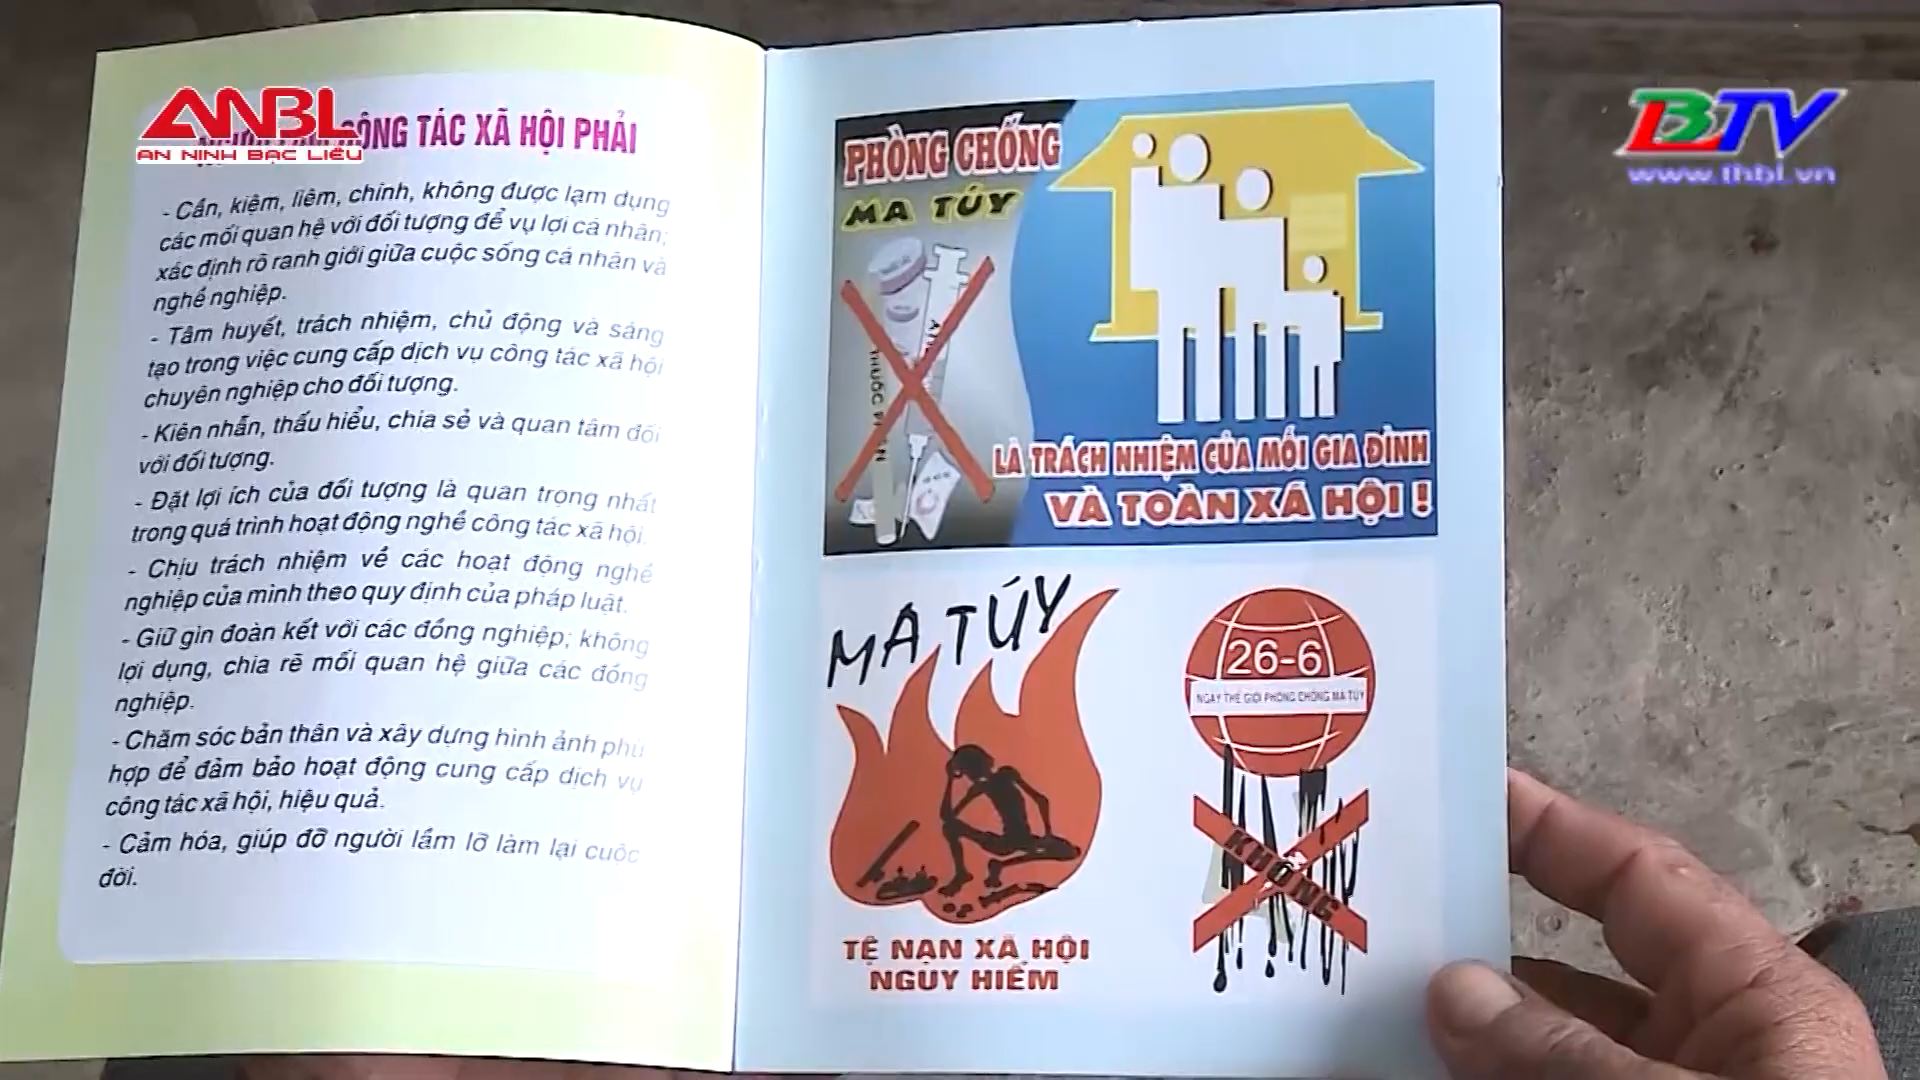 ANBL
AN NINH BẠC LIÊU
CÔNG TÁC XÃ HỘI PHẢI
- Cần, kiệm, liêm, chính, không được lạm dụng
các mối quan hệ với đối tượng để vụ lợi cá nhân;
xác định rõ ranh giới giữa cuộc sống cá nhân và
nghề nghiệp.
- Tâm huyết, trách nhiệm, chủ động và sáng
tạo trong việc cung cấp dịch vụ công tác xã hội
chuyên nghiệp cho đối tượng.
- Kiên nhẫn, thấu hiểu, chia sẻ và quan tâm đối
với đối tượng.
- Đặt lợi ích của đối tượng là quan trọng nhất
trong quá trình hoạt động nghề công tác xã hội.
- Chịu trách nhiệm về các hoạt động nghề
nghiệp của mình theo quy định của pháp luật.
- Giữ gìn đoàn kết với các đồng nghiệp; không
lợi dụng, chia rẽ mối quan hệ giữa các đồng
nghiệp.
- Chăm sóc bản thân và xây dựng hình ảnh phù
hợp để đảm bảo hoạt động cung cấp dịch vụ
công tác xã hội, hiệu quả.
- Cảm hóa, giúp đỡ người lầm lỡ làm lại cuộc
đời.
PHÒNG CHỐNG
MA TÚY
THUỐC
LÀ TRÁCH NHIỆM CỦA MỖI GIA ĐÌNH
VÀ TOÀN XÃ HỘI !
MA TÚY
TỆ NẠN XÃ HỘI
NGUY HIỂM
26-6
NGÀY THẾ GIỚI PHÒNG CHỐNG MA TÚY
KHÔNG
BTV
www.thbl.vn